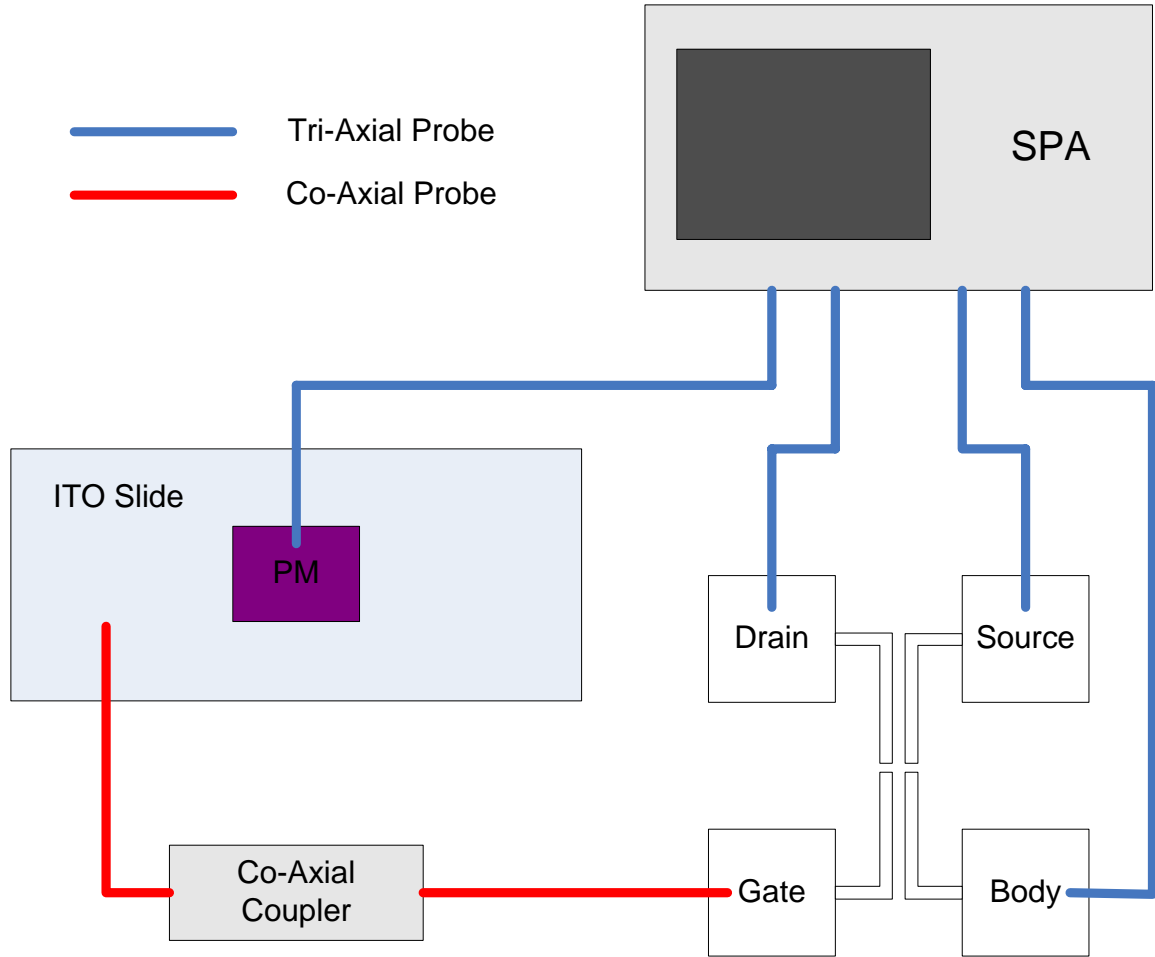 Tri-Axial Probe
Co-Axial Probe
SPA
ITO Slide
PM
Drain
Source
Co-Axial
Coupler
Gate
Body